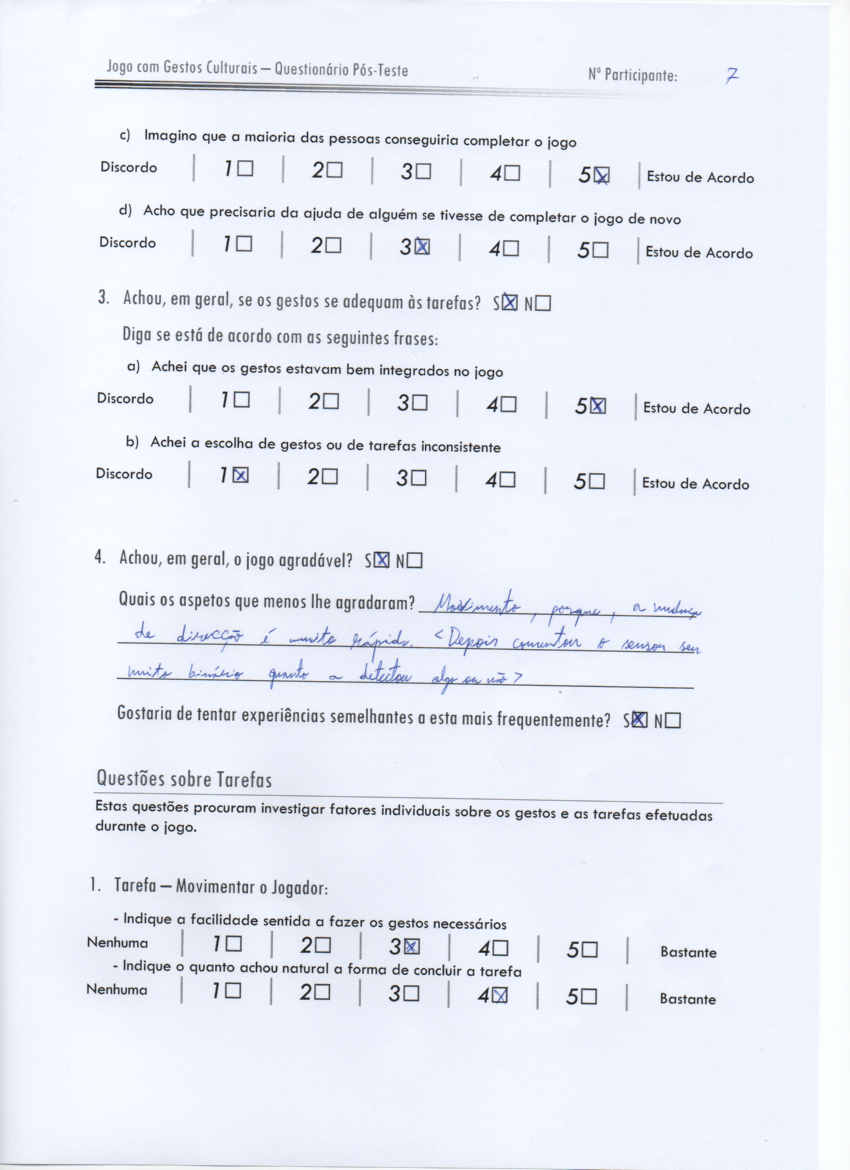 Jogo com Gestos Culturais – Questionário Pós-Teste Nº Participante: 7
c) Imagino que a maioria das pessoas conseguiria completar o jogo
Discordo | 1☐ | 2☐ | 3☐ | 4☐ | 5☒ | Estou de Acordo
d) Acho que precisaria da ajuda de alguém se tivesse de completar o jogo de novo
Discordo | 1☐ | 2☐ | 3☒ | 4☐ | 5☐ | Estou de Acordo
3. Achou, em geral, se os gestos se adequam às tarefas? S☒ N☐
Diga se está de acordo com as seguintes frases:
a) Achei que os gestos estavam bem integrados no jogo
Discordo | 1☐ | 2☐ | 3☐ | 4☐ | 5☒ | Estou de Acordo
b) Achei a escolha de gestos ou de tarefas inconsistente
Discordo | 1☒ | 2☐ | 3☐ | 4☐ | 5☐ | Estou de Acordo
4. Achou, em geral, o jogo agradável? S☒ N☐
Quais os aspetos que menos lhe agradaram? Movimento, porque, a mudança
de direcção é muito rápida. <Depois comentou o sensor ser
muito binário quanto a detectou algo ou não>
Gostaria de tentar experiências semelhantes a esta mais frequentemente? S☒ N☐
Questões sobre Tarefas
Estas questões procuram investigar fatores individuais sobre os gestos e as tarefas efetuadas
durante o jogo.
1. Tarefa – Movimentar o Jogador:
- Indique a facilidade sentida a fazer os gestos necessários
Nenhuma | 1☐ | 2☐ | 3☒ | 4☐ | 5☐ | Bastante
- Indique o quanto achou natural a forma de concluir a tarefa
Nenhuma | 1☐ | 2☐ | 3☐ | 4☒ | 5☐ | Bastante